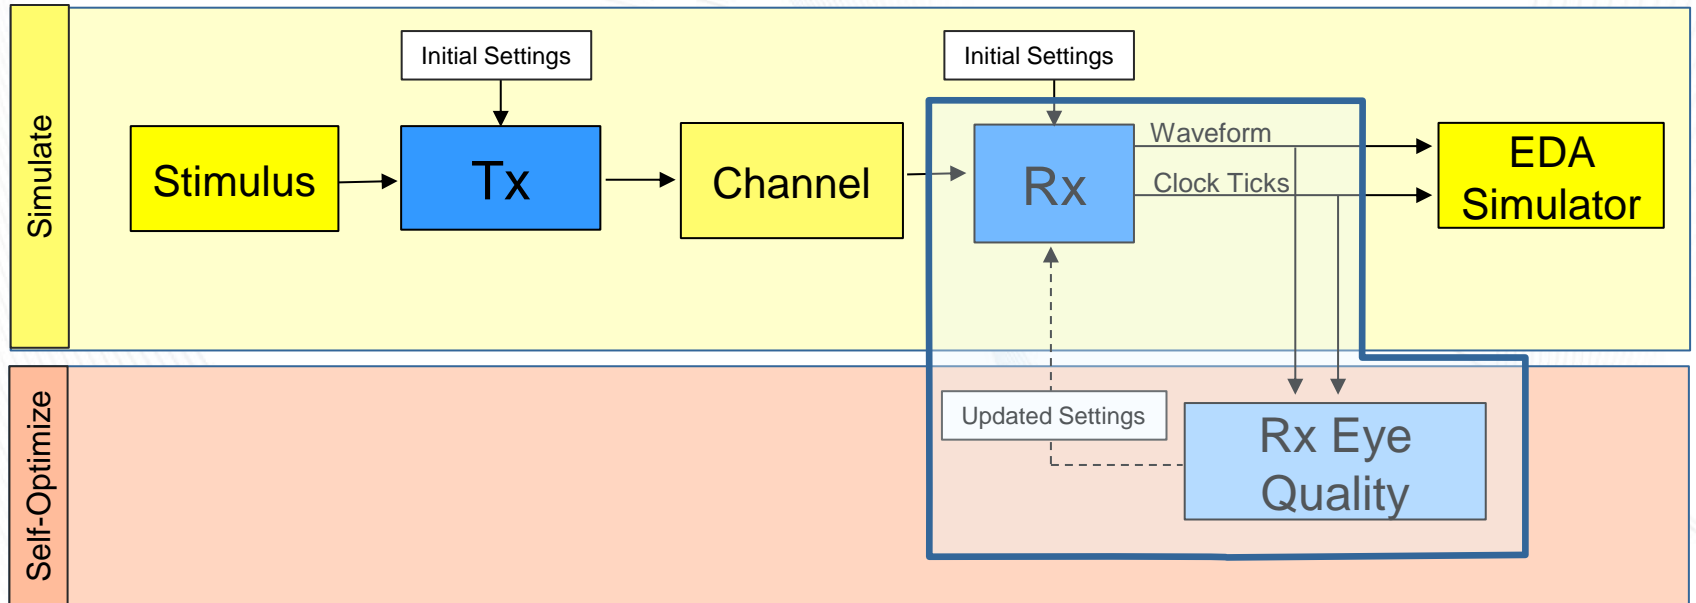 Simulate
Initial Settings
Initial Settings
Stimulus
Tx
Channel
Rx
Waveform
Clock Ticks
EDA
Simulator
Self-Optimize
Updated Settings
Rx Eye
Quality